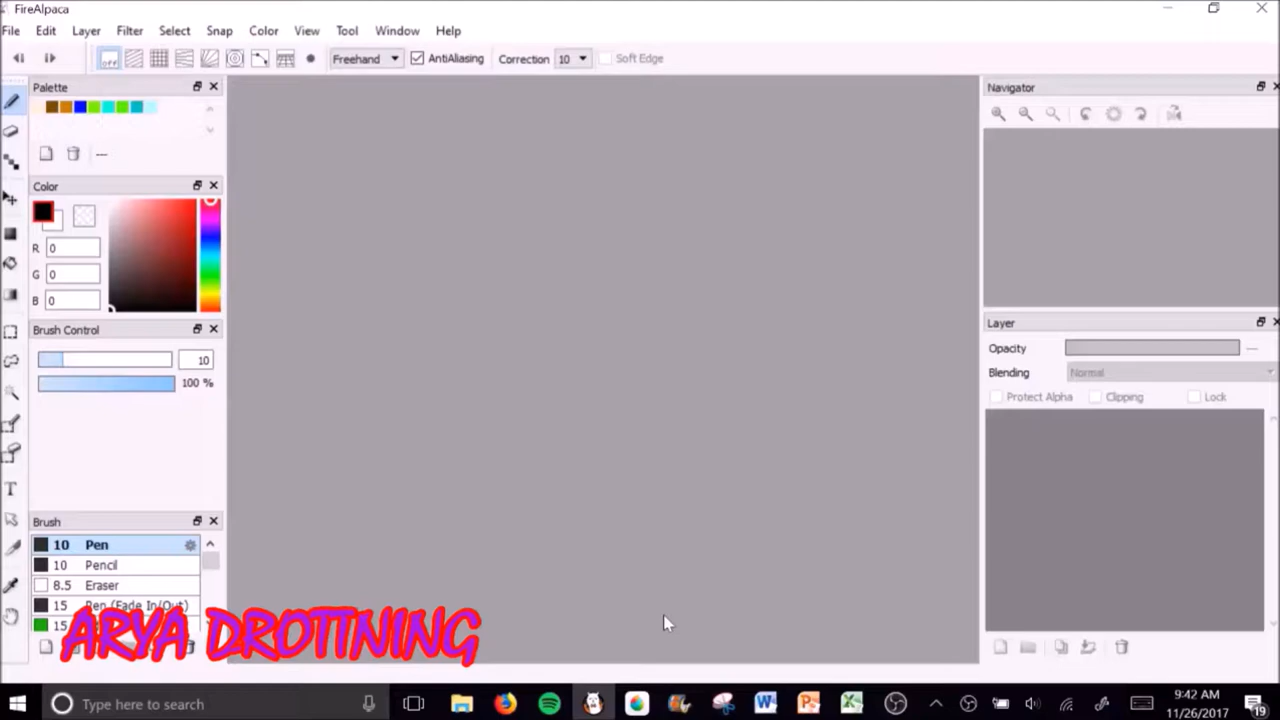 FireAlpaca
File Edit Layer Filter Select Snap Color View Tool Window Help
OFF Freehand AntiAliasing Correction 10 Soft Edge
Palette
---
Color
R 0
G 0
B 0
Brush Control
10
100 %
Brush
10 Pen
10 Pencil
8.5 Eraser
15 Pen (Fade In/Out)
15
ARYA DROTTNING
Navigator
Layer
Opacity ---
Blending Normal
Protect Alpha Clipping Lock
Type here to search
9:42 AM
11/26/2017
19